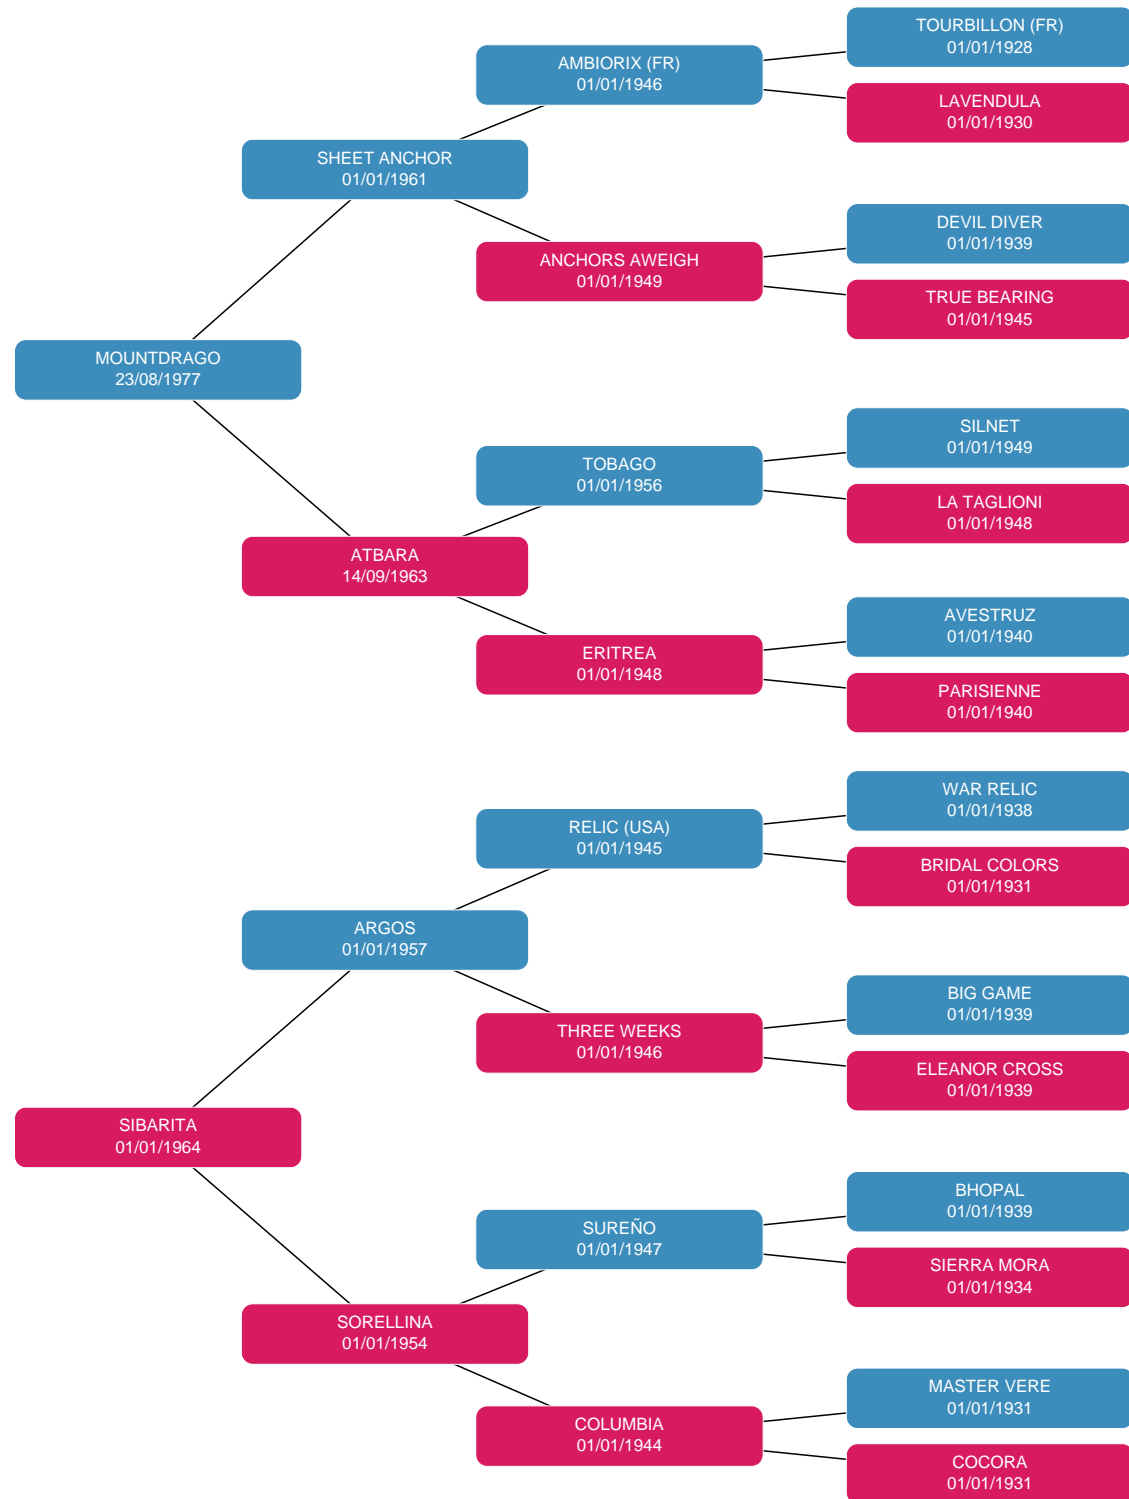 TOURBILLON (FR)
01/01/1928
AMBIORIX (FR)
01/01/1946
LAVENDULA
01/01/1930
SHEET ANCHOR
01/01/1961
DEVIL DIVER
01/01/1939
ANCHORS AWEIGH
01/01/1949
TRUE BEARING
01/01/1945
MOUNTDRAGO
23/08/1977
SILNET
01/01/1949
TOBAGO
01/01/1956
LA TAGLIONI
01/01/1948
ATBARA
14/09/1963
AVESTRUZ
01/01/1940
ERITREA
01/01/1948
PARISIENNE
01/01/1940
WAR RELIC
01/01/1938
RELIC (USA)
01/01/1945
BRIDAL COLORS
01/01/1931
ARGOS
01/01/1957
BIG GAME
01/01/1939
THREE WEEKS
01/01/1946
ELEANOR CROSS
01/01/1939
SIBARITA
01/01/1964
BHOPAL
01/01/1939
SUREÑO
01/01/1947
SIERRA MORA
01/01/1934
SORELLINA
01/01/1954
MASTER VERE
01/01/1931
COLUMBIA
01/01/1944
COCORA
01/01/1931